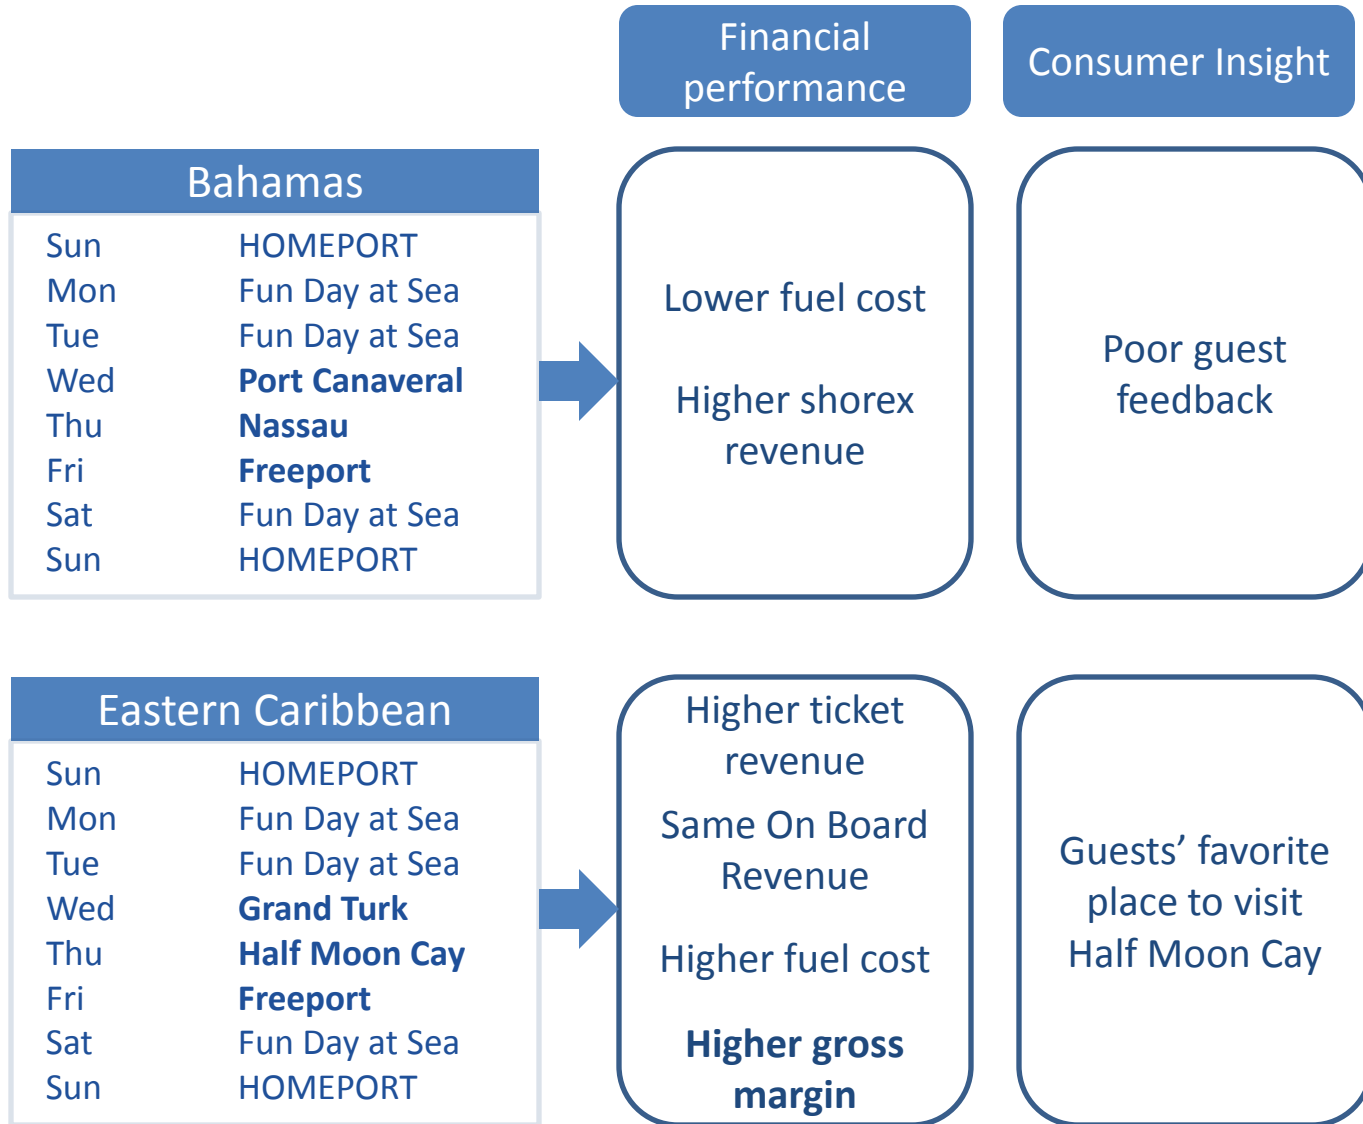 Financial
performance
Consumer Insight
Bahamas
Sun HOMEPORT
Mon Fun Day at Sea
Tue Fun Day at Sea
Wed Port Canaveral
Thu Nassau
Fri Freeport
Sat Fun Day at Sea
Sun HOMEPORT
Lower fuel cost
Higher shorex
revenue
Poor guest
feedback
Eastern Caribbean
Sun HOMEPORT
Mon Fun Day at Sea
Tue Fun Day at Sea
Wed Grand Turk
Thu Half Moon Cay
Fri Freeport
Sat Fun Day at Sea
Sun HOMEPORT
Higher ticket
revenue
Same On Board
Revenue
Higher fuel cost
Higher gross
margin
Guests’ favorite
place to visit
Half Moon Cay